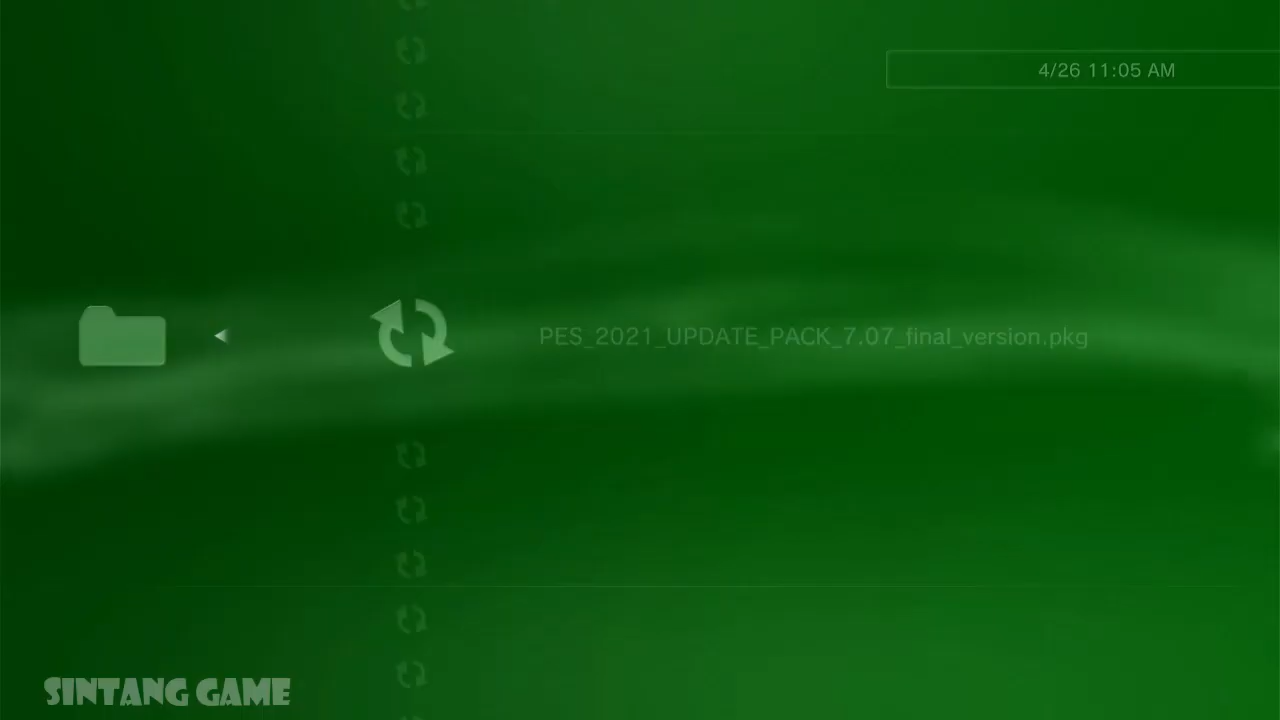 4/26 11:05 AM
PES_2021_UPDATE_PACK_7.07_final_version.pkg
SINTANG GAME